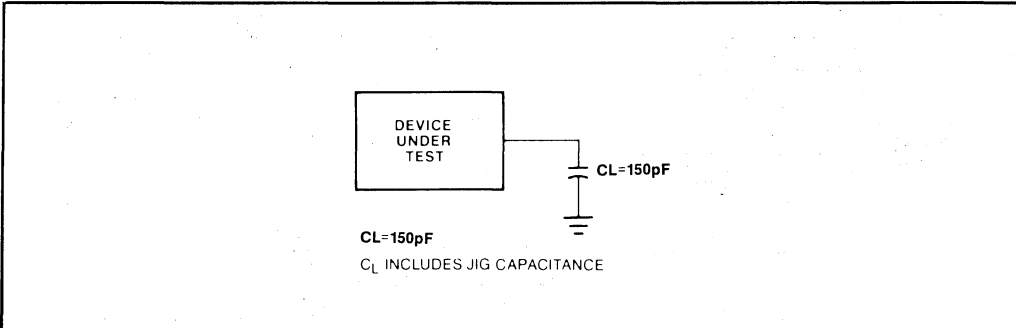 DEVICE
UNDER
TEST
CL=150pF
CL=150pF
CL INCLUDES JIG CAPACITANCE